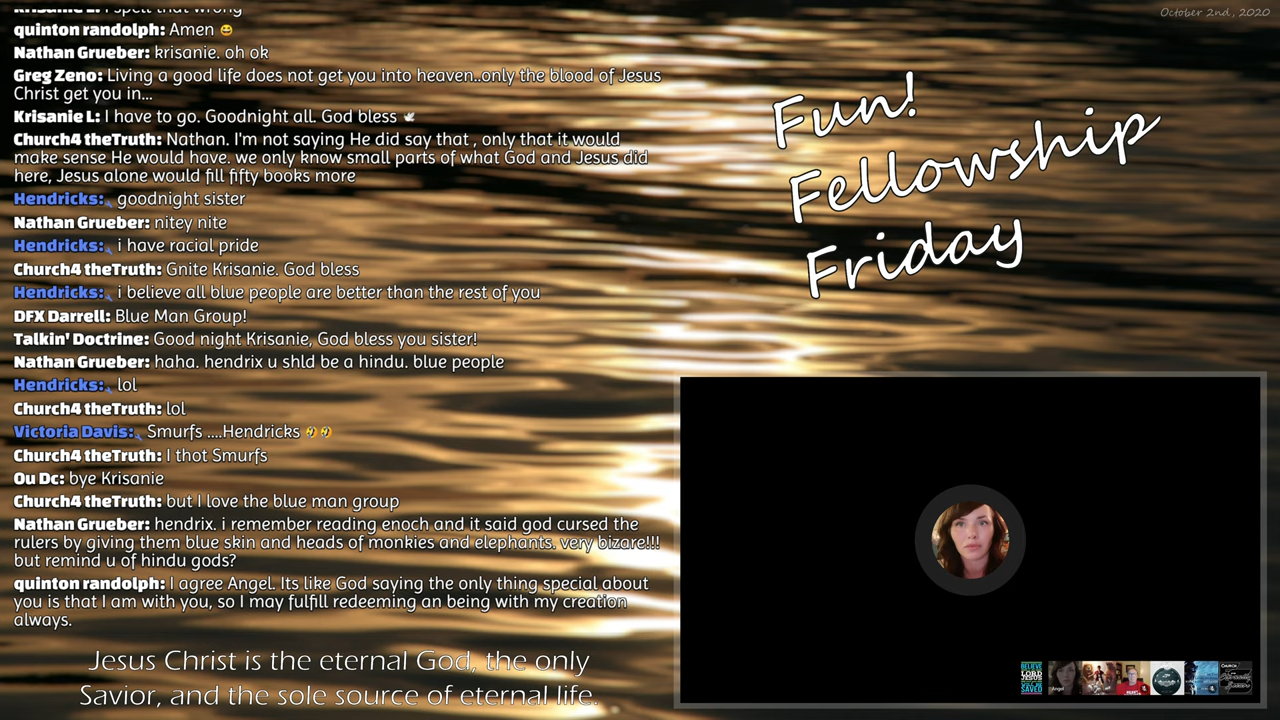 Krisanie L: I spell that wrong
quinton randolph: Amen 😄
Nathan Grueber: krisanie. oh ok
Greg Zeno: Living a good life does not get you into heaven..only the blood of Jesus
Christ get you in...
Krisanie L: I have to go. Goodnight all. God bless 🕊
Church4 theTruth: Nathan. I'm not saying He did say that , only that it would
make sense He would have. we only know small parts of what God and Jesus did
here, Jesus alone would fill fifty books more
Hendricks: goodnight sister
Nathan Grueber: nitey nite
Hendricks: i have racial pride
Church4 theTruth: Gnite Krisanie. God bless
Hendricks: i believe all blue people are better than the rest of you
DFX Darrell: Blue Man Group!
Talkin' Doctrine: Good night Krisanie, God bless you sister!
Nathan Grueber: haha. hendrix u shld be a hindu. blue people
Hendricks: lol
Church4 theTruth: lol
Victoria Davis: Smurfs ....Hendricks 🤣🤣
Church4 theTruth: I thot Smurfs
Ou Dc: bye Krisanie
Church4 theTruth: but I love the blue man group
Nathan Grueber: hendrix. i remember reading enoch and it said god cursed the
rulers by giving them blue skin and heads of monkies and elephants. very bizare!!!
but remind u of hindu gods?
quinton randolph: I agree Angel. Its like God saying the only thing special about
you is that I am with you, so I may fulfill redeeming an being with my creation
always.
Jesus Christ is the eternal God, the only
Savior, and the sole source of eternal life.
October 2nd, 2020
Fun!
Fellowship
Friday
BELIEVE
LORD
JESUS
SAVED
Angel
CHURCH